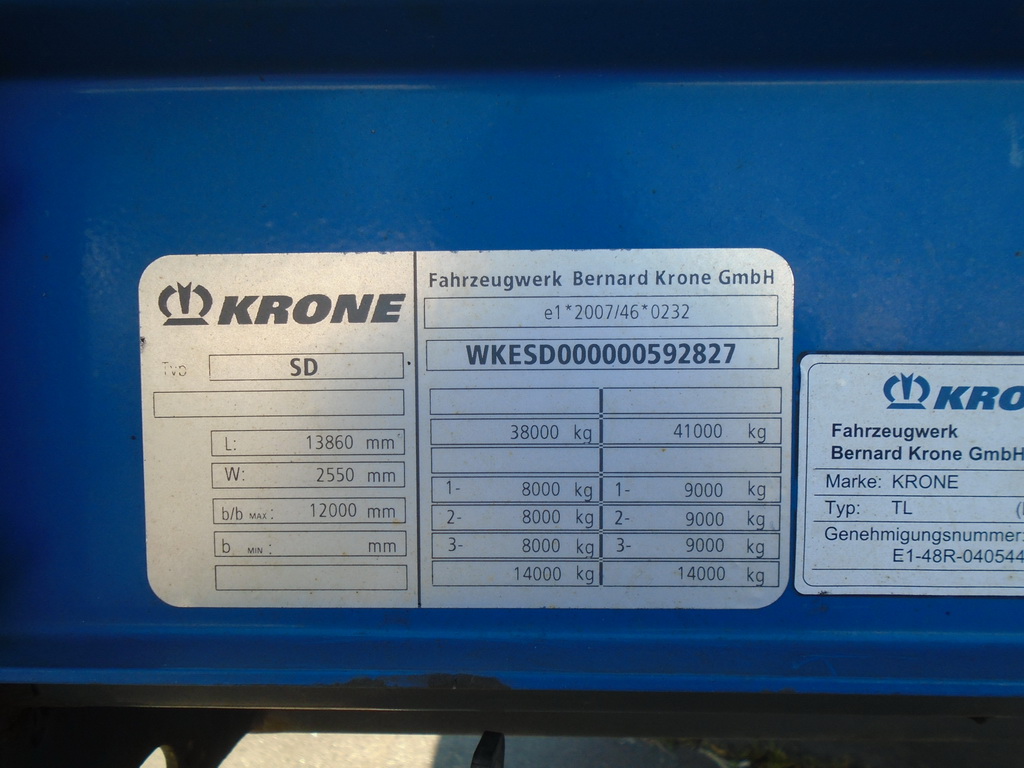 KRONE
Typ SD
L: 13860 mm
W: 2550 mm
b/b MAX: 12000 mm
b MIN: mm
Fahrzeugwerk Bernard Krone GmbH
e1*2007/46*0232
WKESD000000592827
38000 kg 41000 kg
1- 8000 kg 1- 9000 kg
2- 8000 kg 2- 9000 kg
3- 8000 kg 3- 9000 kg
14000 kg 14000 kg
KRO
Fahrzeugwerk
Bernard Krone GmbH
Marke: KRONE
Typ: TL (
Genehmigungsnummer:
E1-48R-040544